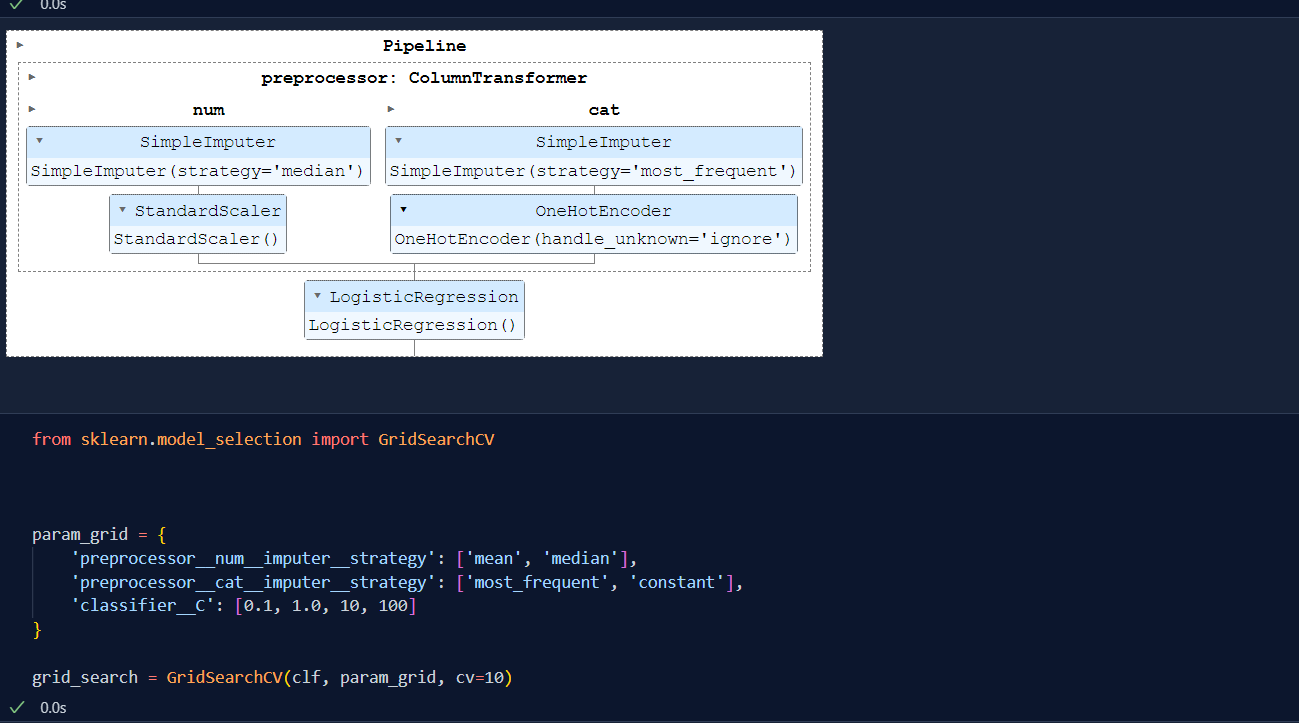 0.0s
Pipeline
preprocessor: ColumnTransformer
num cat
SimpleImputer SimpleImputer
SimpleImputer(strategy='median') SimpleImputer(strategy='most_frequent')
StandardScaler OneHotEncoder
StandardScaler() OneHotEncoder(handle_unknown='ignore')
LogisticRegression
LogisticRegression()
from sklearn.model_selection import GridSearchCV
param_grid = {
    'preprocessor__num__imputer__strategy': ['mean', 'median'],
    'preprocessor__cat__imputer__strategy': ['most_frequent', 'constant'],
    'classifier__C': [0.1, 1.0, 10, 100]
}
grid_search = GridSearchCV(clf, param_grid, cv=10)
0.0s